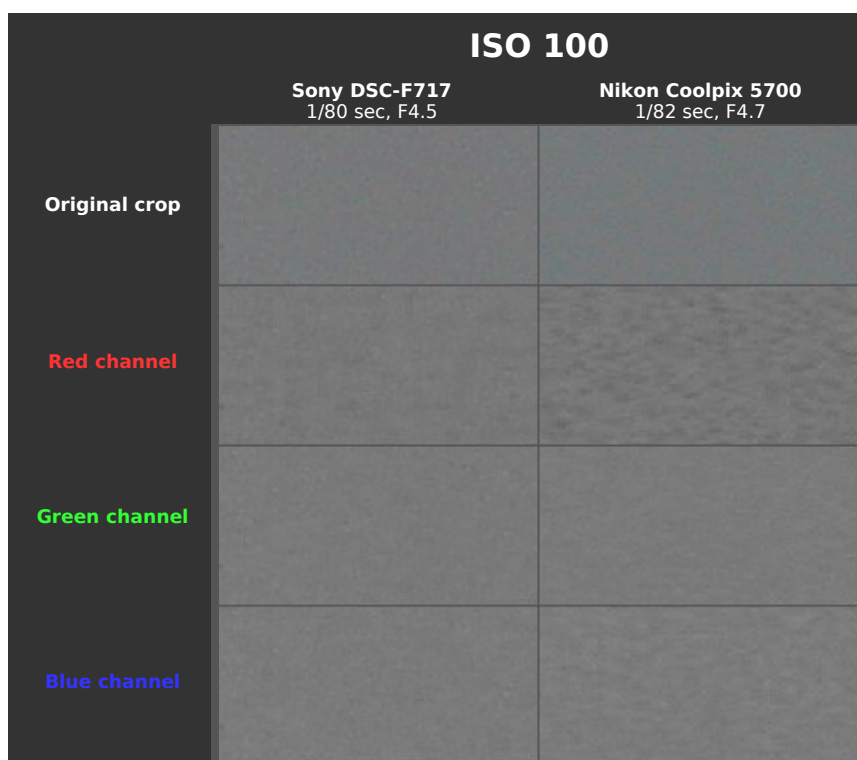 ISO 100
Sony DSC-F717
1/80 sec, F4.5
Nikon Coolpix 5700
1/82 sec, F4.7
Original crop
Red channel
Green channel
Blue channel